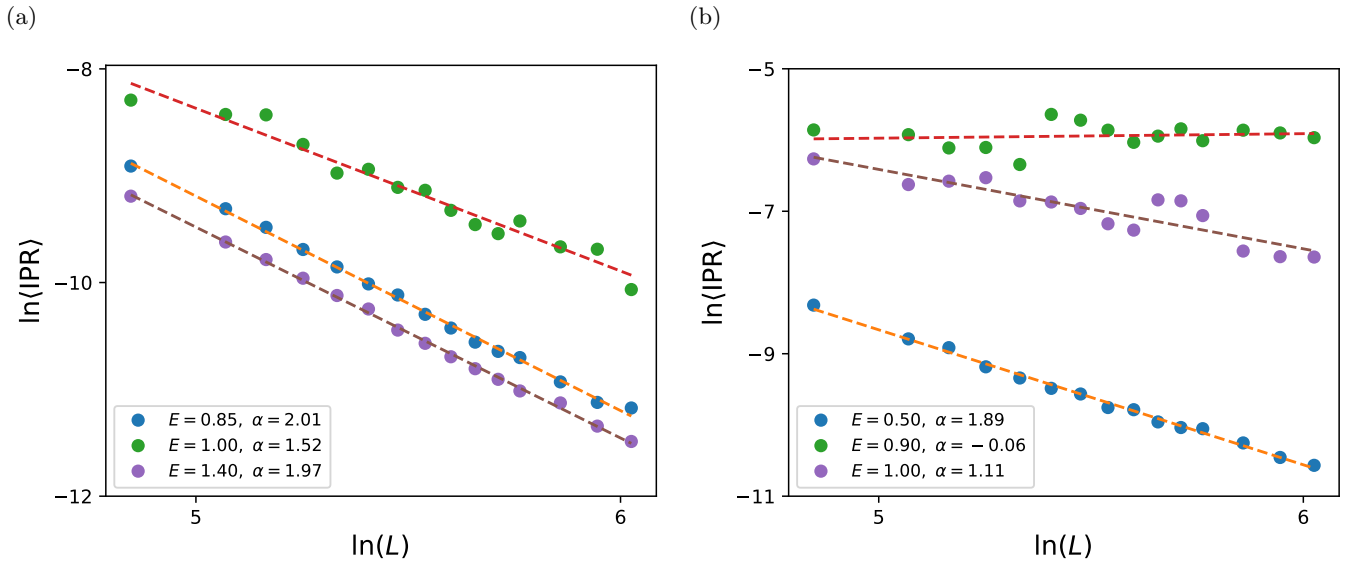 (a)
−8
−10
−12
ln⟨IPR⟩
5
6
ln(L)
E = 0.85, α = 2.01
E = 1.00, α = 1.52
E = 1.40, α = 1.97
(b)
−5
−7
−9
−11
ln⟨IPR⟩
5
6
ln(L)
E = 0.50, α = 1.89
E = 0.90, α = −0.06
E = 1.00, α = 1.11